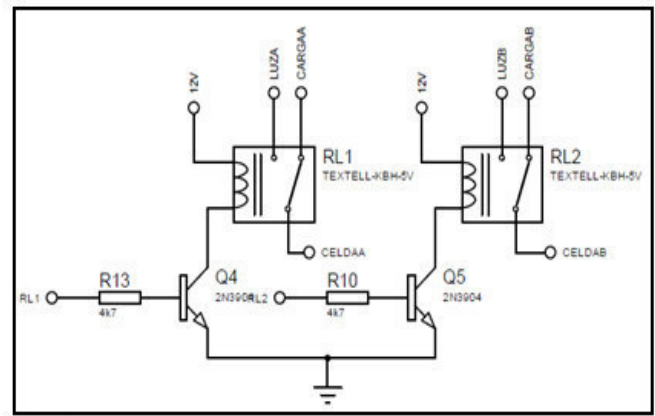 12V
LUZA
CARGAA
12V
LUZB
CARGAB
RL1
TEXTELL-KBH-5V
RL2
TEXTELL-KBH-5V
CELDAA
CELDAB
RL1
R13
4k7
Q4
2N3904
RL2
R10
4k7
Q5
2N3904